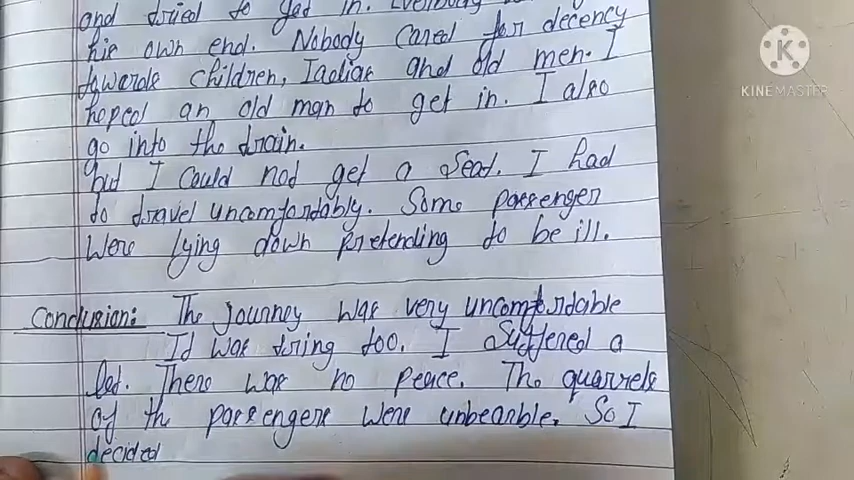 and tried to get in. Everybody
his own end. Nobody cared for decency
towards children, Ladies and old men. I
heped an old man to get in. I also
go into the train.
but I could not get a Seat. I had
to travel uncomfortably. Some passenger
Were lying down pretending to be ill.
Conclusion: The journey was very uncomfortable
It was tiring too. I Suffered a
lot. There was no peace. The quarrels
of the passengers were unbearble. So I
decided
KINEMASTER